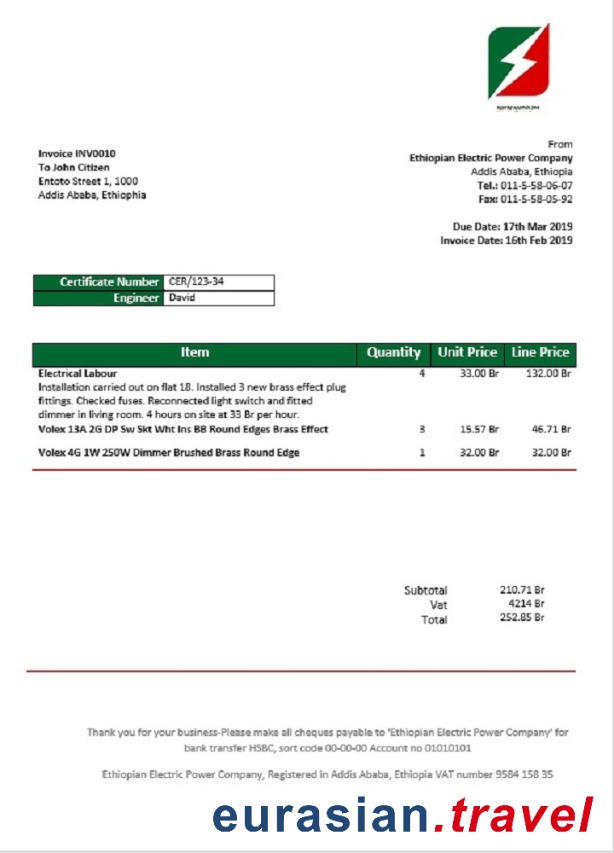 Invoice INV0010
To John Citizen
Entoto Street 1, 1000
Addis Ababa, Ethiophia
From
Ethiopian Electric Power Company
Addis Ababa, Ethiopia
Tel.: 011-5-58-06-07
Fax: 011-5-58-05-92
Due Date: 17th Mar 2019
Invoice Date: 16th Feb 2019
Certificate Number CER/123-34
Engineer David
Item Quantity Unit Price Line Price
Electrical Labour 4 33.00 Br 132.00 Br
Installation carried out on flat 18. Installed 3 new brass effect plug
fittings. Checked fuses. Reconnected light switch and fitted
dimmer in living room. 4 hours on site at 33 Br per hour.
Volex 13A 2G DP Sw Skt Wht Ins BB Round Edges Brass Effect 3 15.57 Br 46.71 Br
Volex 4G 1W 250W Dimmer Brushed Brass Round Edge 1 32.00 Br 32.00 Br
Subtotal 210.71 Br
Vat 4214 Br
Total 252.85 Br
Thank you for your business-Please make all cheques payable to 'Ethiopian Electric Power Company' for
bank transfer HSBC, sort code 00-00-00 Account no 01010101
Ethiopian Electric Power Company, Registered in Addis Ababa, Ethiopia VAT number 9584 158 35
eurasian.travel